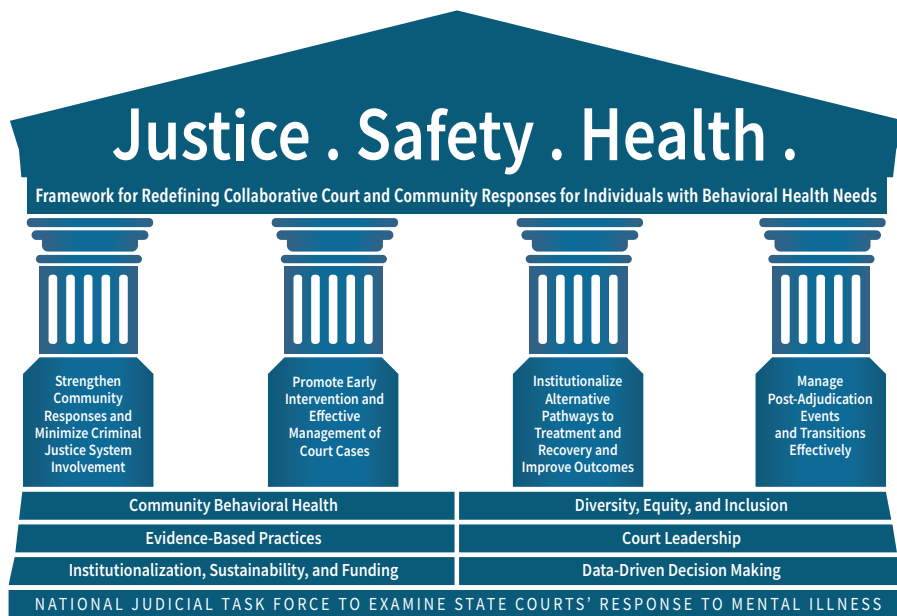 Justice . Safety . Health .
Framework for Redefining Collaborative Court and Community Responses for Individuals with Behavioral Health Needs
Strengthen
Community
Responses and
Minimize Criminal
Justice System
Involvement
Promote Early
Intervention and
Effective
Management of
Court Cases
Institutionalize
Alternative
Pathways to
Treatment and
Recovery and
Improve Outcomes
Manage
Post-Adjudication
Events
and Transitions
Effectively
Community Behavioral Health
Diversity, Equity, and Inclusion
Evidence-Based Practices
Court Leadership
Institutionalization, Sustainability, and Funding
Data-Driven Decision Making
NATIONAL JUDICIAL TASK FORCE TO EXAMINE STATE COURTS’ RESPONSE TO MENTAL ILLNESS